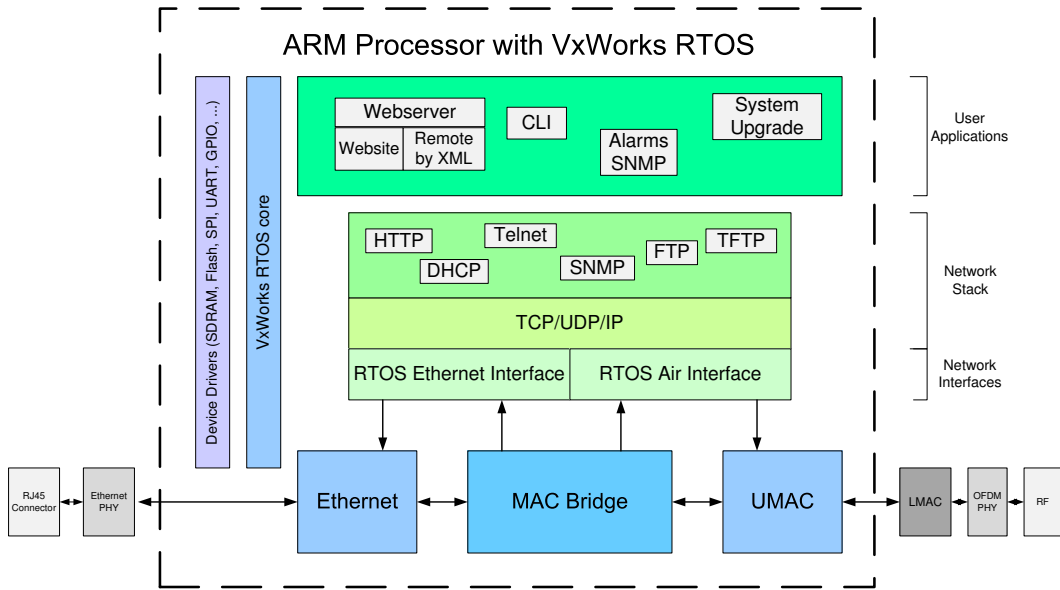 ARM Processor with VxWorks RTOS
Device Drivers (SDRAM, Flash, SPI, UART, GPIO, ...)
VxWorks RTOS core
Webserver
Website
Remote
by XML
CLI
Alarms
SNMP
System
Upgrade
User
Applications
HTTP
DHCP
Telnet
SNMP
FTP
TFTP
Network
Stack
TCP/UDP/IP
RTOS Ethernet Interface
RTOS Air Interface
Network
Interfaces
RJ45
Connector
Ethernet
PHY
Ethernet
MAC Bridge
UMAC
LMAC
OFDM
PHY
RF